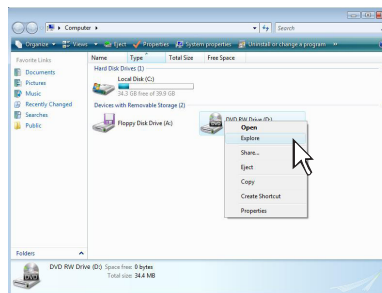 Computer
Search
Organize Views Eject Properties System properties Uninstall or change a program
Favorite Links
Documents
Pictures
Music
Recently Changed
Searches
Public
Folders
Name Type Total Size Free Space
Hard Disk Drives (1)
Local Disk (C:)
34.3 GB free of 39.9 GB
Devices with Removable Storage (2)
Floppy Disk Drive (A:)
DVD RW Drive (D:)
Open
Explore
Share...
Eject
Copy
Create Shortcut
Properties
DVD RW Drive (D:) Space free: 0 bytes
Total size: 34.4 MB